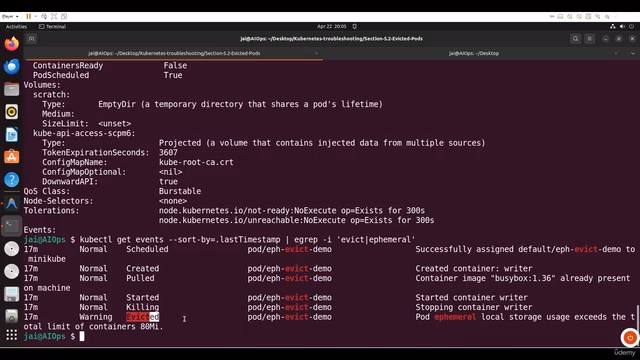 Player
Activities Terminal Apr 22 20:05
jai@AIOps: ~/Desktop/Kubernetes-troubleshooting/Section-5.2-Evicted-Pods
jai@AIOps: ~/Desktop/Kubernetes-troubleshooting/Section-5.2-Evicted-Pods jai@AIOps: ~/Desktop
ContainersReady False
PodScheduled True
Volumes:
scratch:
Type: EmptyDir (a temporary directory that shares a pod's lifetime)
Medium:
SizeLimit: <unset>
kube-api-access-scpm6:
Type: Projected (a volume that contains injected data from multiple sources)
TokenExpirationSeconds: 3607
ConfigMapName: kube-root-ca.crt
ConfigMapOptional: <nil>
DownwardAPI: true
QoS Class: Burstable
Node-Selectors: <none>
Tolerations: node.kubernetes.io/not-ready:NoExecute op=Exists for 300s
node.kubernetes.io/unreachable:NoExecute op=Exists for 300s
Events: <none>
jai@AIOps $ kubectl get events --sort-by=.lastTimestamp | egrep -i 'evict|ephemeral'
17m Normal Scheduled pod/eph-evict-demo Successfully assigned default/eph-evict-demo to
minikube
17m Normal Created pod/eph-evict-demo Created container: writer
17m Normal Pulled pod/eph-evict-demo Container image "busybox:1.36" already present
on machine
17m Normal Started pod/eph-evict-demo Started container writer
17m Normal Killing pod/eph-evict-demo Stopping container writer
17m Warning Evicted pod/eph-evict-demo Pod ephemeral local storage usage exceeds the t
otal limit of containers 80Mi.
jai@AIOps $
udemy